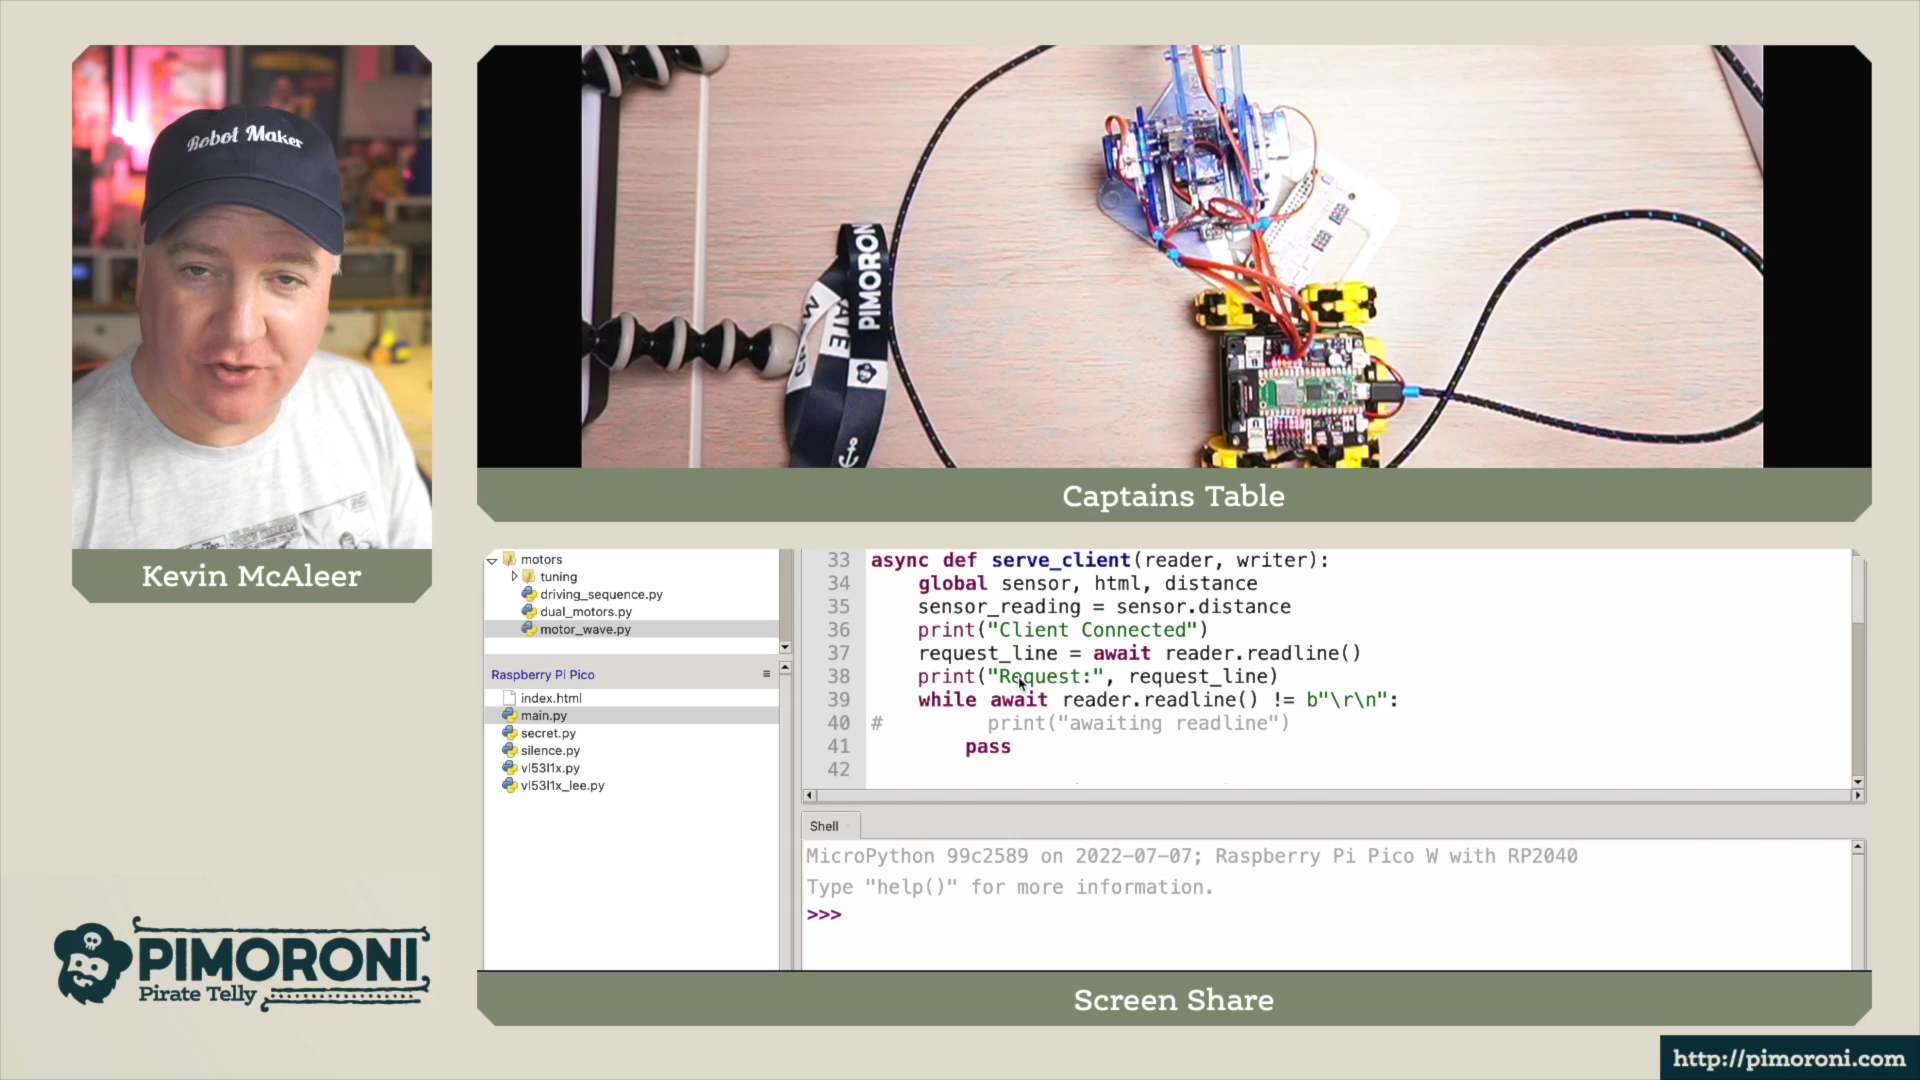 Robot Maker
Kevin McAleer
PIMORONI
Captains Table
motors
tuning
driving_sequence.py
dual_motors.py
motor_wave.py
Raspberry Pi Pico
index.html
main.py
secret.py
silence.py
vl53l1x.py
vl53l1x_lee.py
33 async def serve_client(reader, writer):
34 global sensor, html, distance
35 sensor_reading = sensor.distance
36 print("Client Connected")
37 request_line = await reader.readline()
38 print("Request:", request_line)
39 while await reader.readline() != b"\r\n":
40 # print("awaiting readline")
41 pass
42
Shell
MicroPython 99c2589 on 2022-07-07; Raspberry Pi Pico W with RP2040
Type "help()" for more information.
>>>
Screen Share
PIMORONI
Pirate Telly
http://pimoroni.com